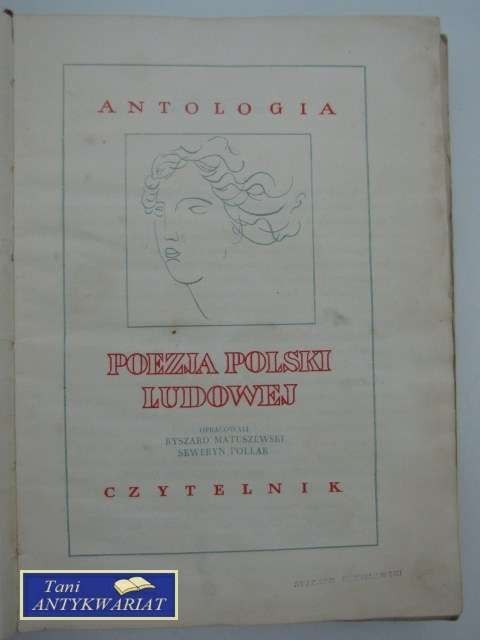 ANTOLOGIA
POEZJA POLSKI
LUDOWEJ
OPRACOWALI
RYSZARD MATUSZEWSKI
SEWERYN POLLAK
CZYTELNIK
Tani
ANTYKWARIAT